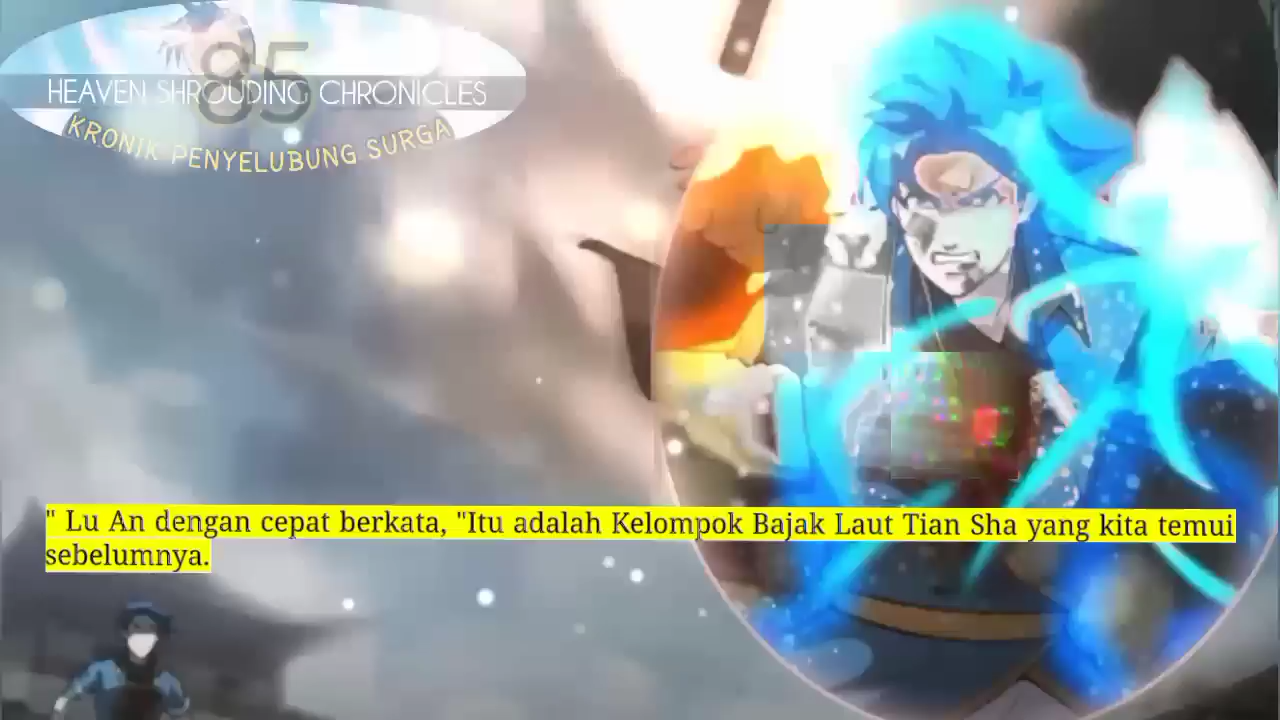 85
HEAVEN SHROUDING CHRONICLES
KRONIK PENYELUBUNG SURGA
" Lu An dengan cepat berkata, "Itu adalah Kelompok Bajak Laut Tian Sha yang kita temui
sebelumnya.